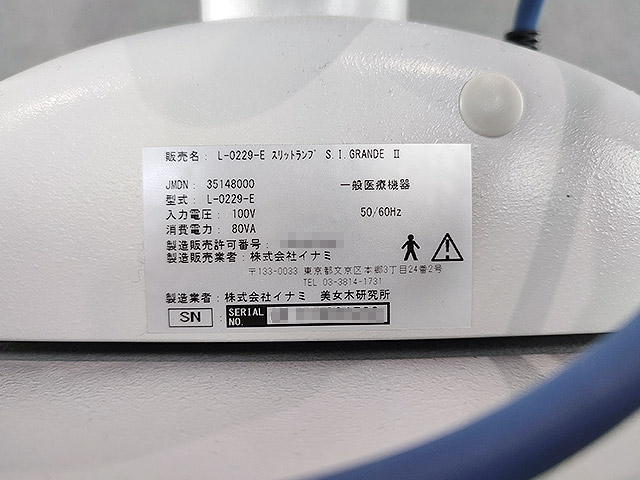 販売名： L-0229-E ｽﾘｯﾄﾗﾝﾌﾟ S.I.GRANDE Ⅱ
JMDN： 35148000 一般医療機器
型式： L-0229-E
入力電圧： 100V 50/60Hz
消費電力： 80VA
製造販売許可番号：
製造販売業者：株式会社イナミ
〒113-0033 東京都文京区本郷3丁目24番2号
TEL 03-3814-1731
製造業者：株式会社イナミ 美女木研究所
SN ： SERIAL NO.